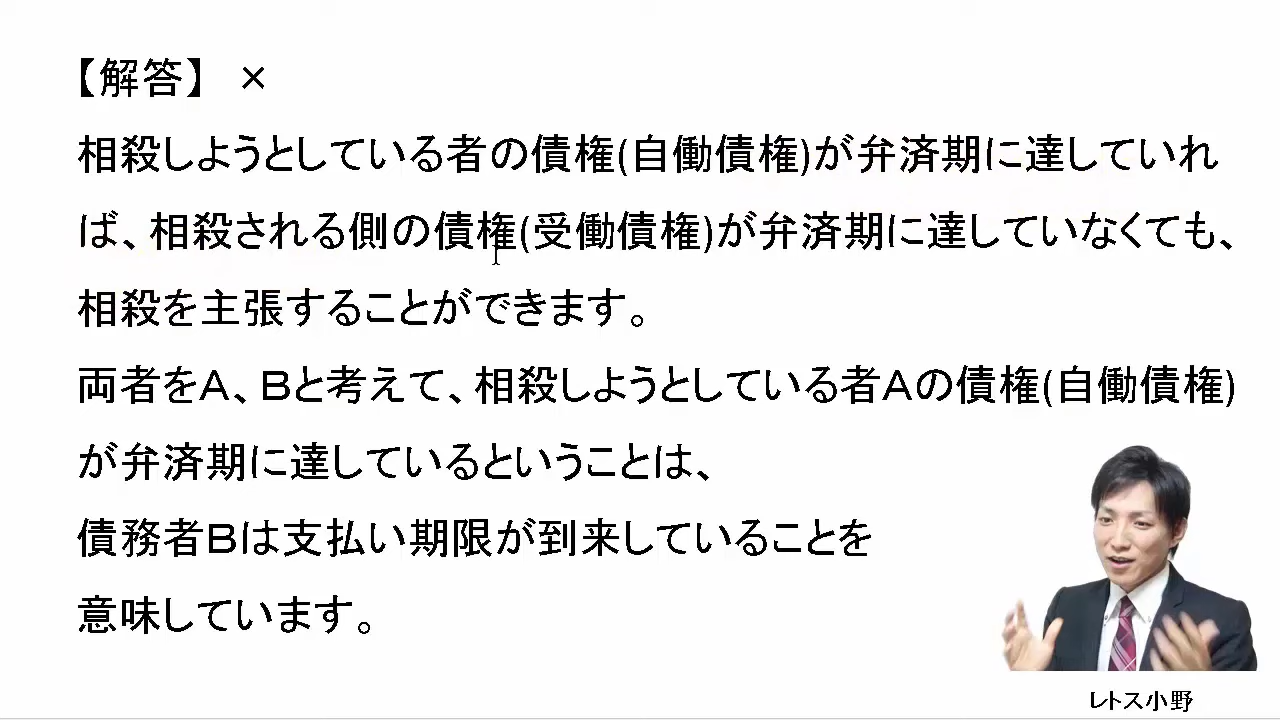 【解答】 ×
相殺しようとしている者の債権(自働債権)が弁済期に達していれ
ば、相殺される側の債権(受働債権)が弁済期に達していなくても、
相殺を主張することができます。
両者をＡ、Ｂと考えて、相殺しようとしている者Ａの債権(自働債権)
が弁済期に達しているということは、
債務者Ｂは支払い期限が到来していることを
意味しています。
レトス小野